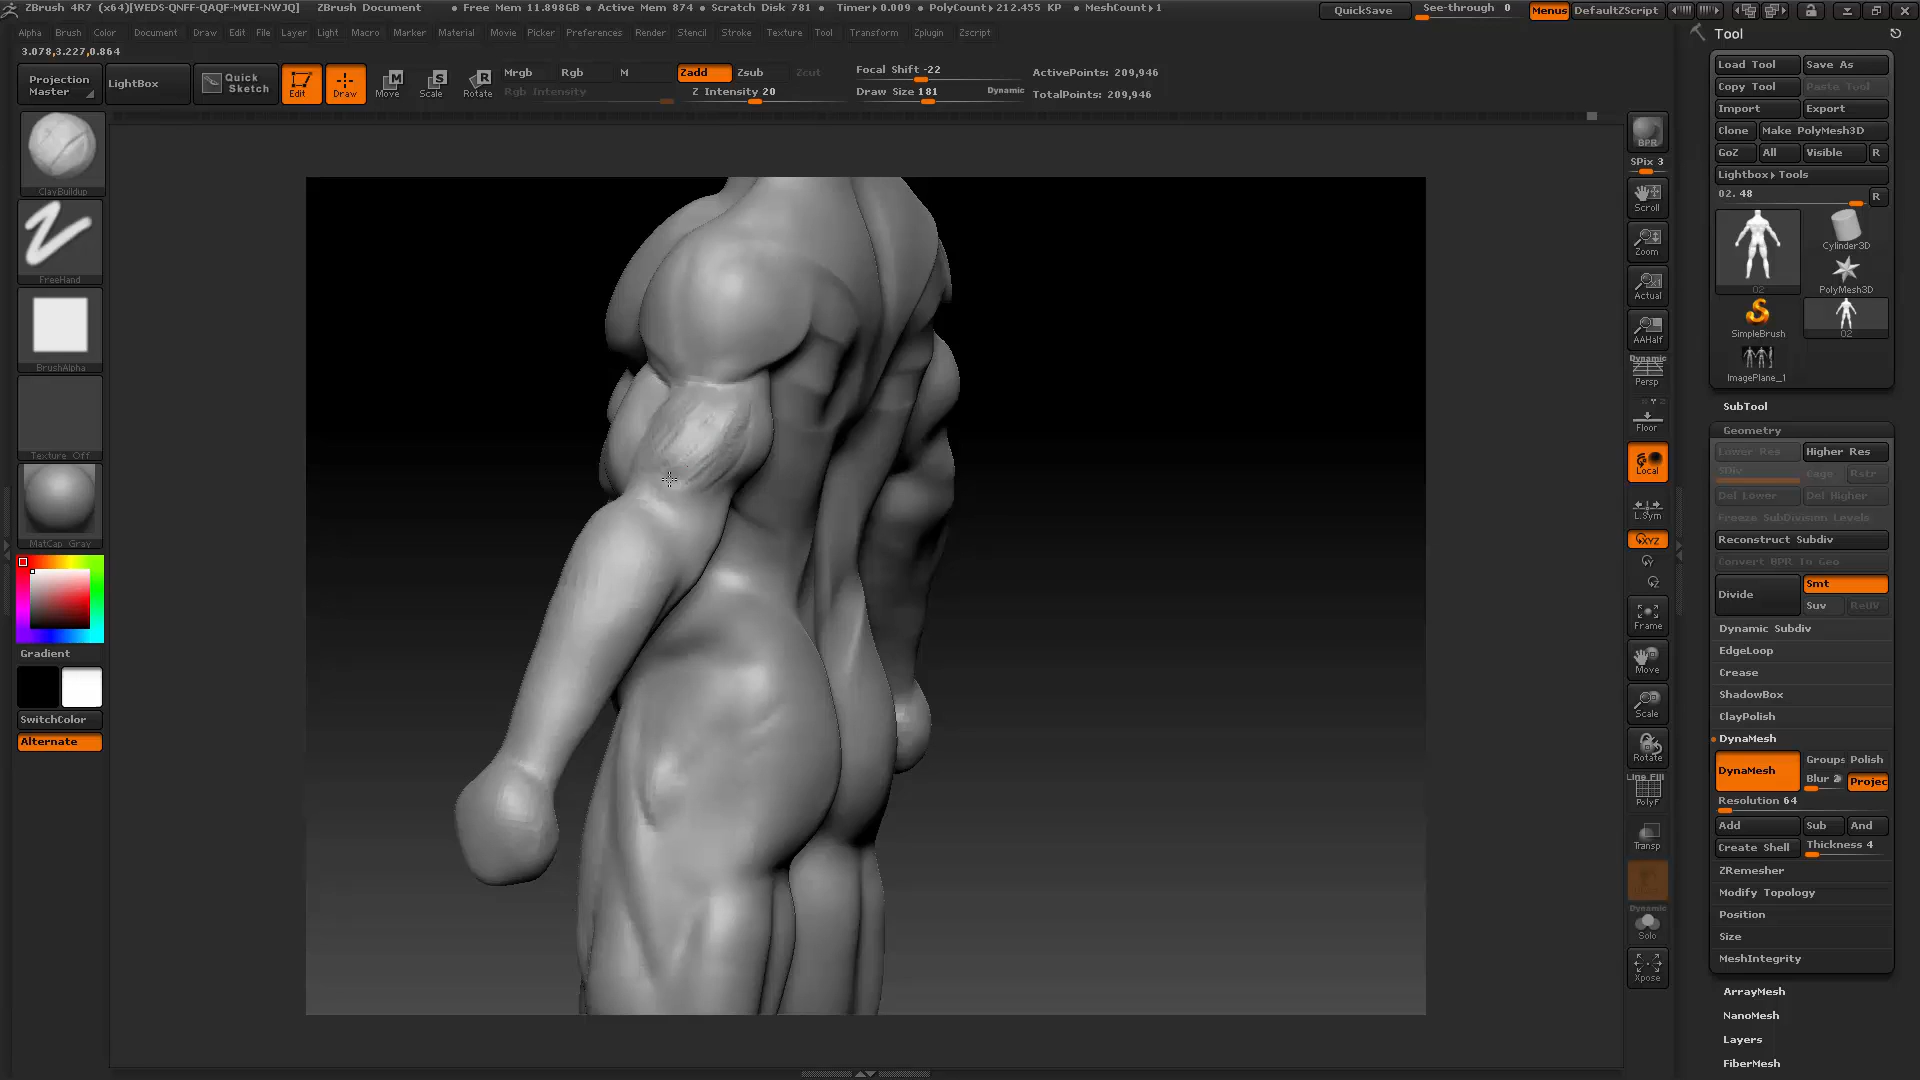 ZBrush 4R7 (x64)[WEDS-QNFF-QAQF-MVEI-NWJQ] ZBrush Document • Free Mem 11.898GB • Active Mem 874 • Scratch Disk 781 • Timer▸0.009 • PolyCount▸212.455 KP • MeshCount▸1 QuickSave See-through 0 Menus DefaultZScript
Alpha Brush Color Document Draw Edit File Layer Light Macro Marker Material Movie Picker Preferences Render Stencil Stroke Texture Tool Transform Zplugin Zscript
3.078,3.227,0.864
Projection Master
LightBox
Quick Sketch
Edit
Draw
Move
Scale
Rotate
Mrgb Rgb M
Rgb Intensity
Zadd Zsub Zcut
Z Intensity 20
Focal Shift -22
Draw Size 181 Dynamic
ActivePoints: 209,946
TotalPoints: 209,946
ClayBuildup
FreeHand
BrushAlpha
Texture Off
MatCap Gray
Gradient
SwitchColor
Alternate
BPR
SPix 3
Scroll
Zoom
Actual
AAHalf
Dynamic
Persp
Floor
Local
L.Sym
XYZ
Frame
Move
Scale
Rotate
Line Fill
PolyF
Transp
Dynamic
Solo
Xpose
Tool
Load Tool Save As
Copy Tool Paste Tool
Import Export
Clone Make PolyMesh3D
GoZ All Visible R
Lightbox▸ Tools
02. 48 R
02
Cylinder3D
PolyMesh3D
SimpleBrush
02
ImagePlane_1
SubTool
Geometry
Lower Res Higher Res
SDiv Cage Rstr
Del Lower Del Higher
Freeze SubDivision Levels
Reconstruct Subdiv
Convert BPR To Geo
Divide Smt
Suv ReUV
Dynamic Subdiv
EdgeLoop
Crease
ShadowBox
ClayPolish
DynaMesh
DynaMesh Groups Polish
Blur 2 Projec
Resolution 64
Add Sub And
Create Shell Thickness 4
ZRemesher
Modify Topology
Position
Size
MeshIntegrity
ArrayMesh
NanoMesh
Layers
FiberMesh